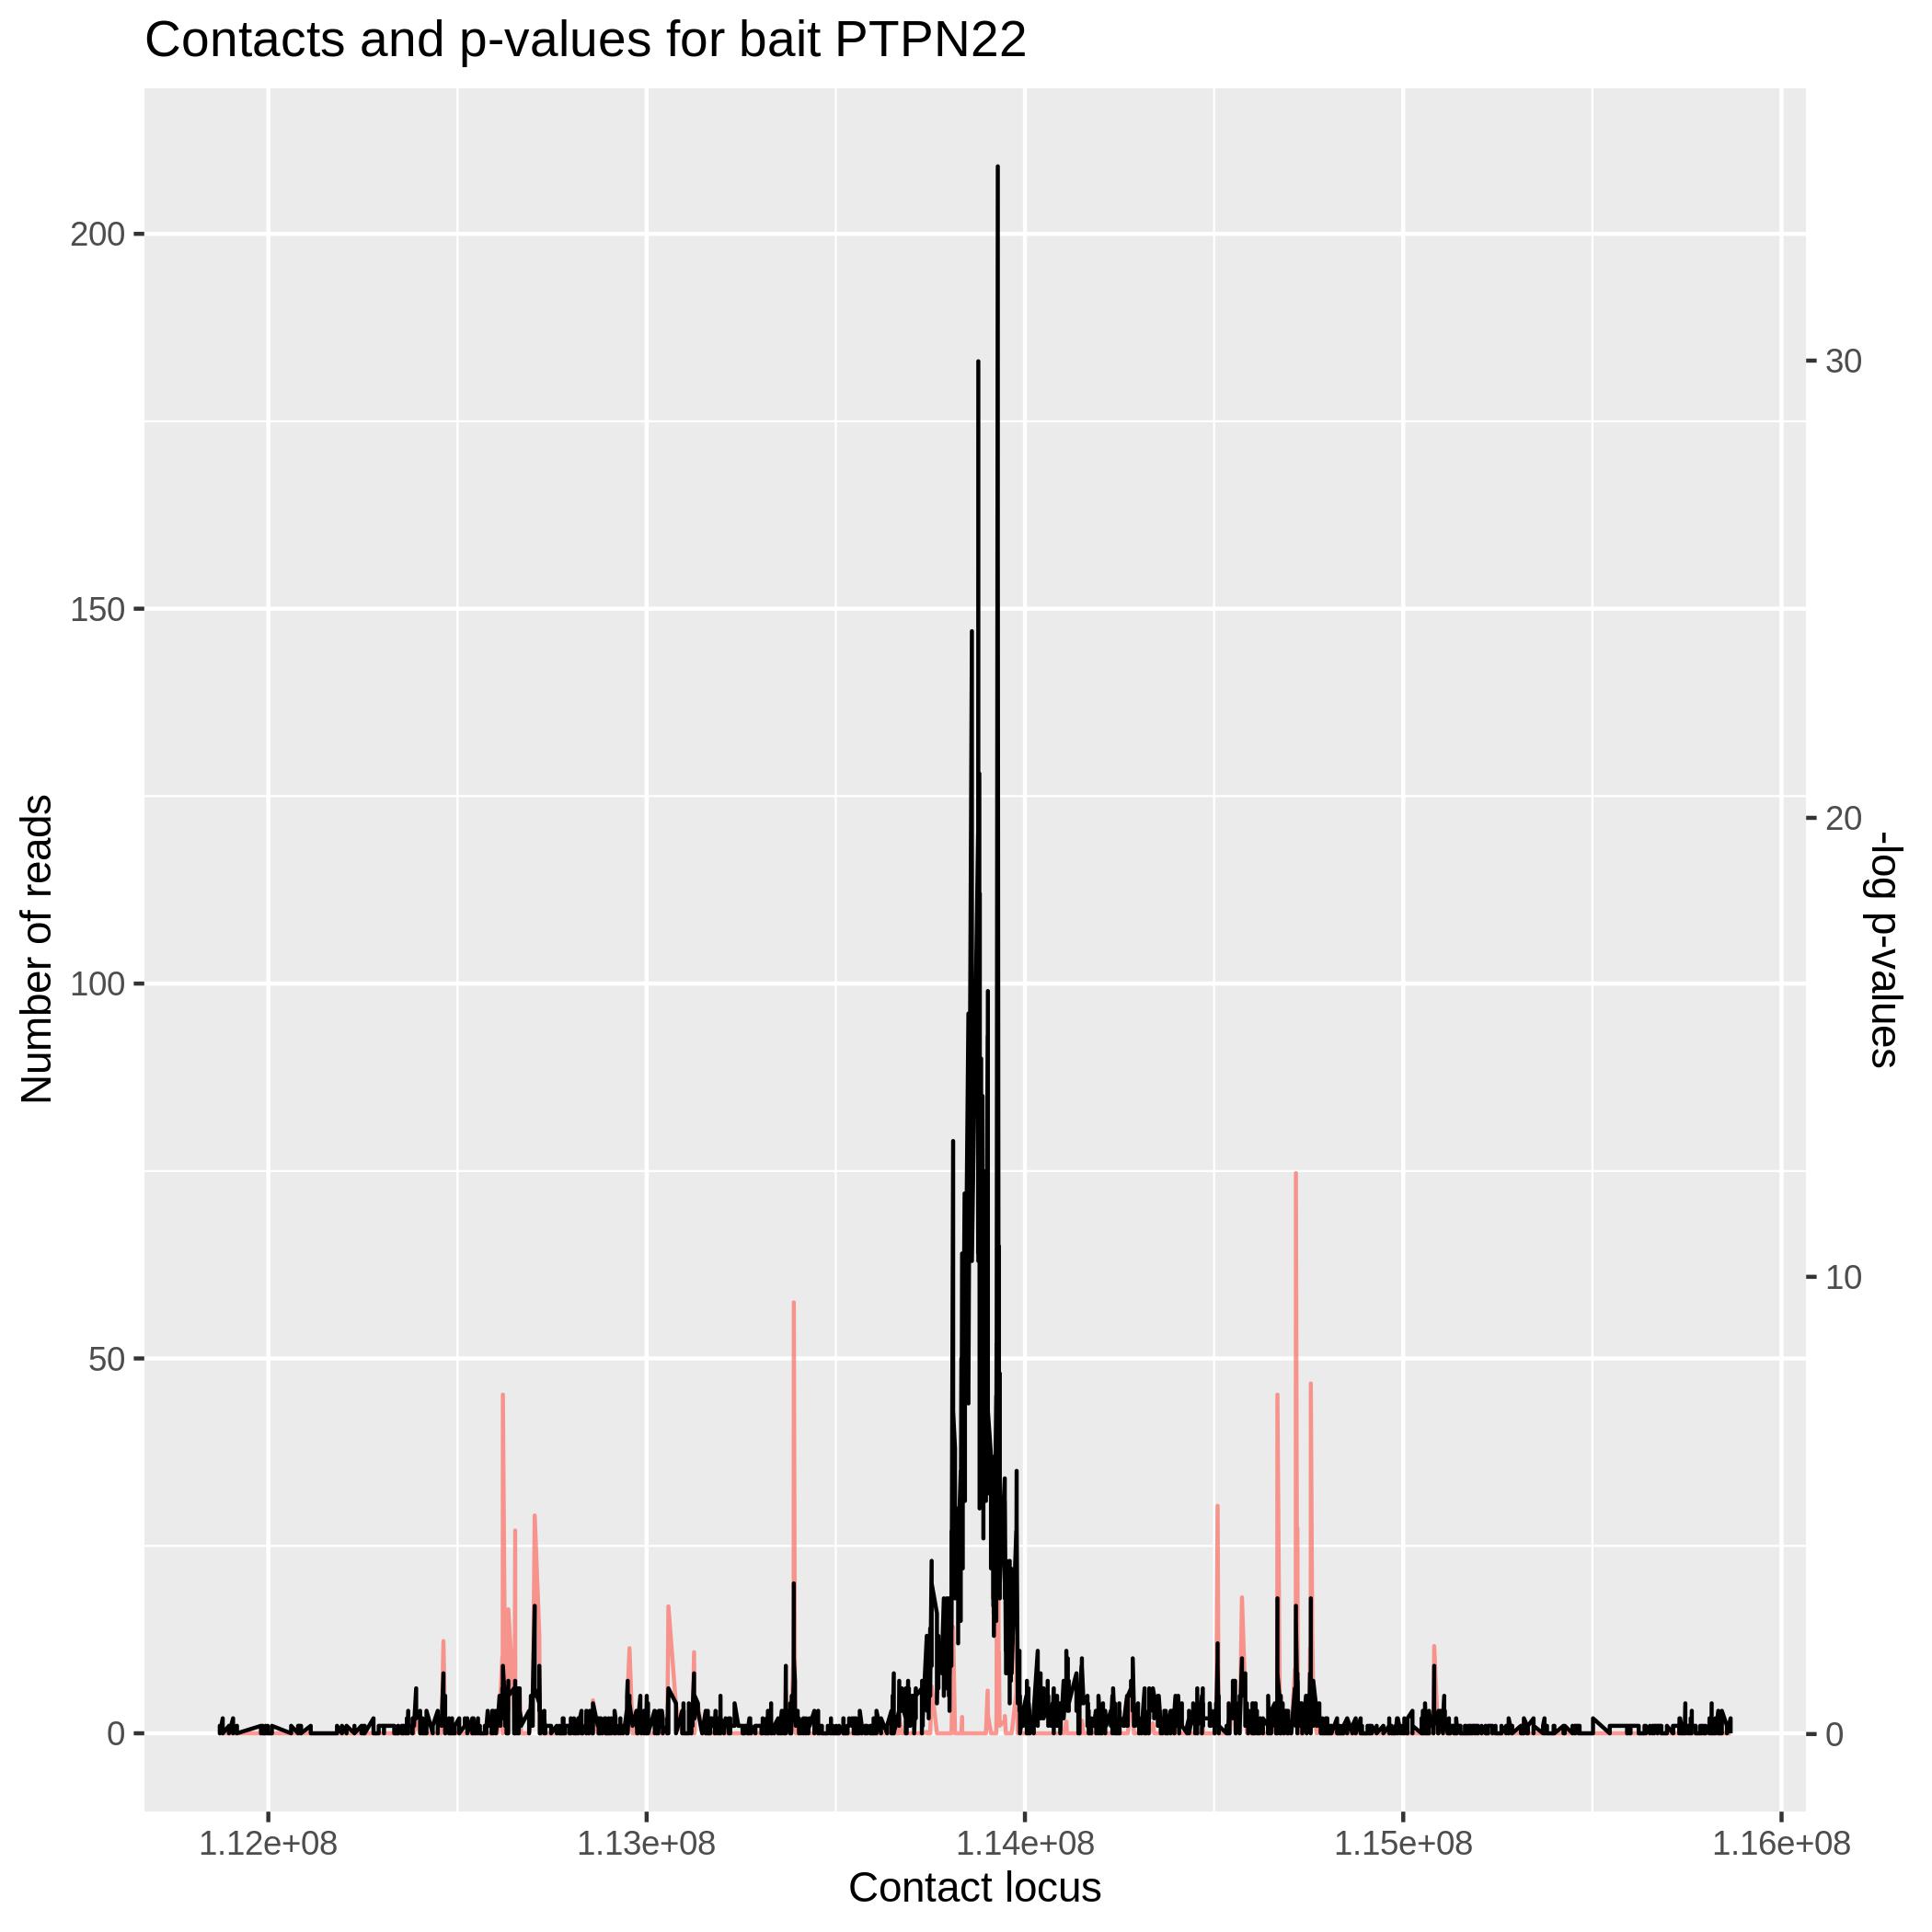 Contacts and p-values for bait PTPN22
Number of reads
200
150
100
50
0
30
20
10
0
-log p-values
1.12e+08
1.13e+08
1.14e+08
1.15e+08
1.16e+08
Contact locus